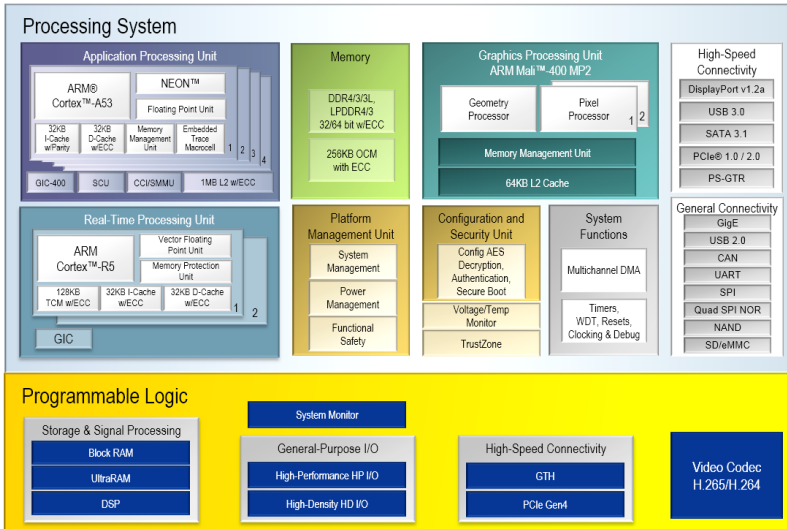 Processing System
Application Processing Unit
ARM®
Cortex™-A53
NEON™
Floating Point Unit
32KB
I-Cache
w/Parity
32KB
D-Cache
w/ECC
Memory
Management
Unit
Embedded
Trace
Macrocell
1
2
3
4
GIC-400
SCU
CCI/SMMU
1MB L2 w/ECC
Memory
DDR4/3/3L,
LPDDR4/3
32/64 bit w/ECC
256KB OCM
with ECC
Graphics Processing Unit
ARM Mali™-400 MP2
Geometry
Processor
Pixel
Processor
1
2
Memory Management Unit
64KB L2 Cache
High-Speed
Connectivity
DisplayPort v1.2a
USB 3.0
SATA 3.1
PCIe® 1.0 / 2.0
PS-GTR
Real-Time Processing Unit
ARM
Cortex™-R5
Vector Floating
Point Unit
Memory Protection
Unit
128KB
TCM w/ECC
32KB I-Cache
w/ECC
32KB D-Cache
w/ECC
1
2
GIC
Platform
Management Unit
System
Management
Power
Management
Functional
Safety
Configuration and
Security Unit
Config AES
Decryption,
Authentication,
Secure Boot
Voltage/Temp
Monitor
TrustZone
System
Functions
Multichannel DMA
Timers,
WDT, Resets,
Clocking & Debug
General Connectivity
GigE
USB 2.0
CAN
UART
SPI
Quad SPI NOR
NAND
SD/eMMC
Programmable Logic
Storage & Signal Processing
Block RAM
UltraRAM
DSP
System Monitor
General-Purpose I/O
High-Performance HP I/O
High-Density HD I/O
High-Speed Connectivity
GTH
PCIe Gen4
Video Codec
H.265/H.264